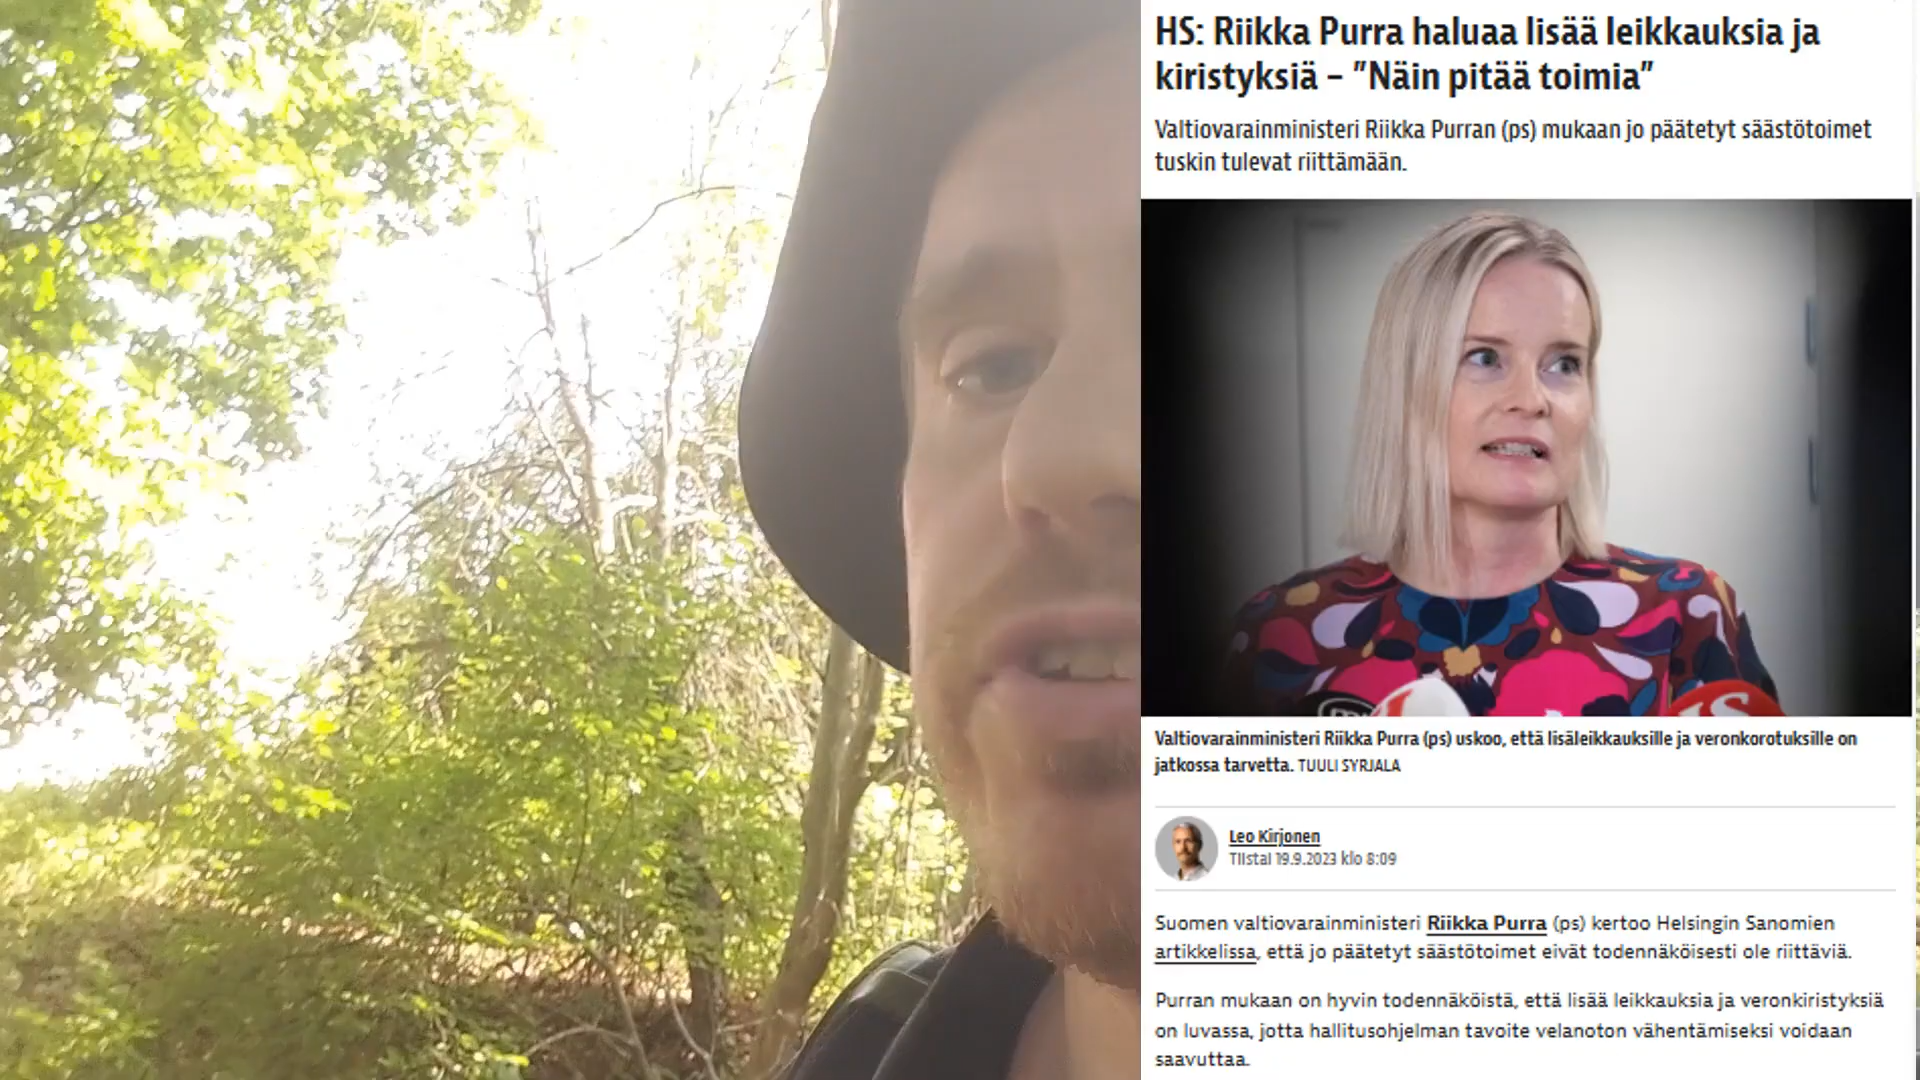 HS: Riikka Purra haluaa lisää leikkauksia ja
kiristyksiä – ”Näin pitää toimia”
Valtiovarainministeri Riikka Purran (ps) mukaan jo päätetyt säästötoimet
tuskin tulevat riittämään.
Valtiovarainministeri Riikka Purra (ps) uskoo, että lisäleikkauksille ja veronkorotuksille on
jatkossa tarvetta. TUULI SYRJALA
Leo Kirjonen
Tiistai 19.9.2023 klo 8:09
Suomen valtiovarainministeri Riikka Purra (ps) kertoo Helsingin Sanomien
artikkelissa, että jo päätetyt säästötoimet eivät todennäköisesti ole riittäviä.
Purran mukaan on hyvin todennäköistä, että lisää leikkauksia ja veronkiristyksiä
on luvassa, jotta hallitusohjelman tavoite velanoton vähentämiseksi voidaan
saavuttaa.